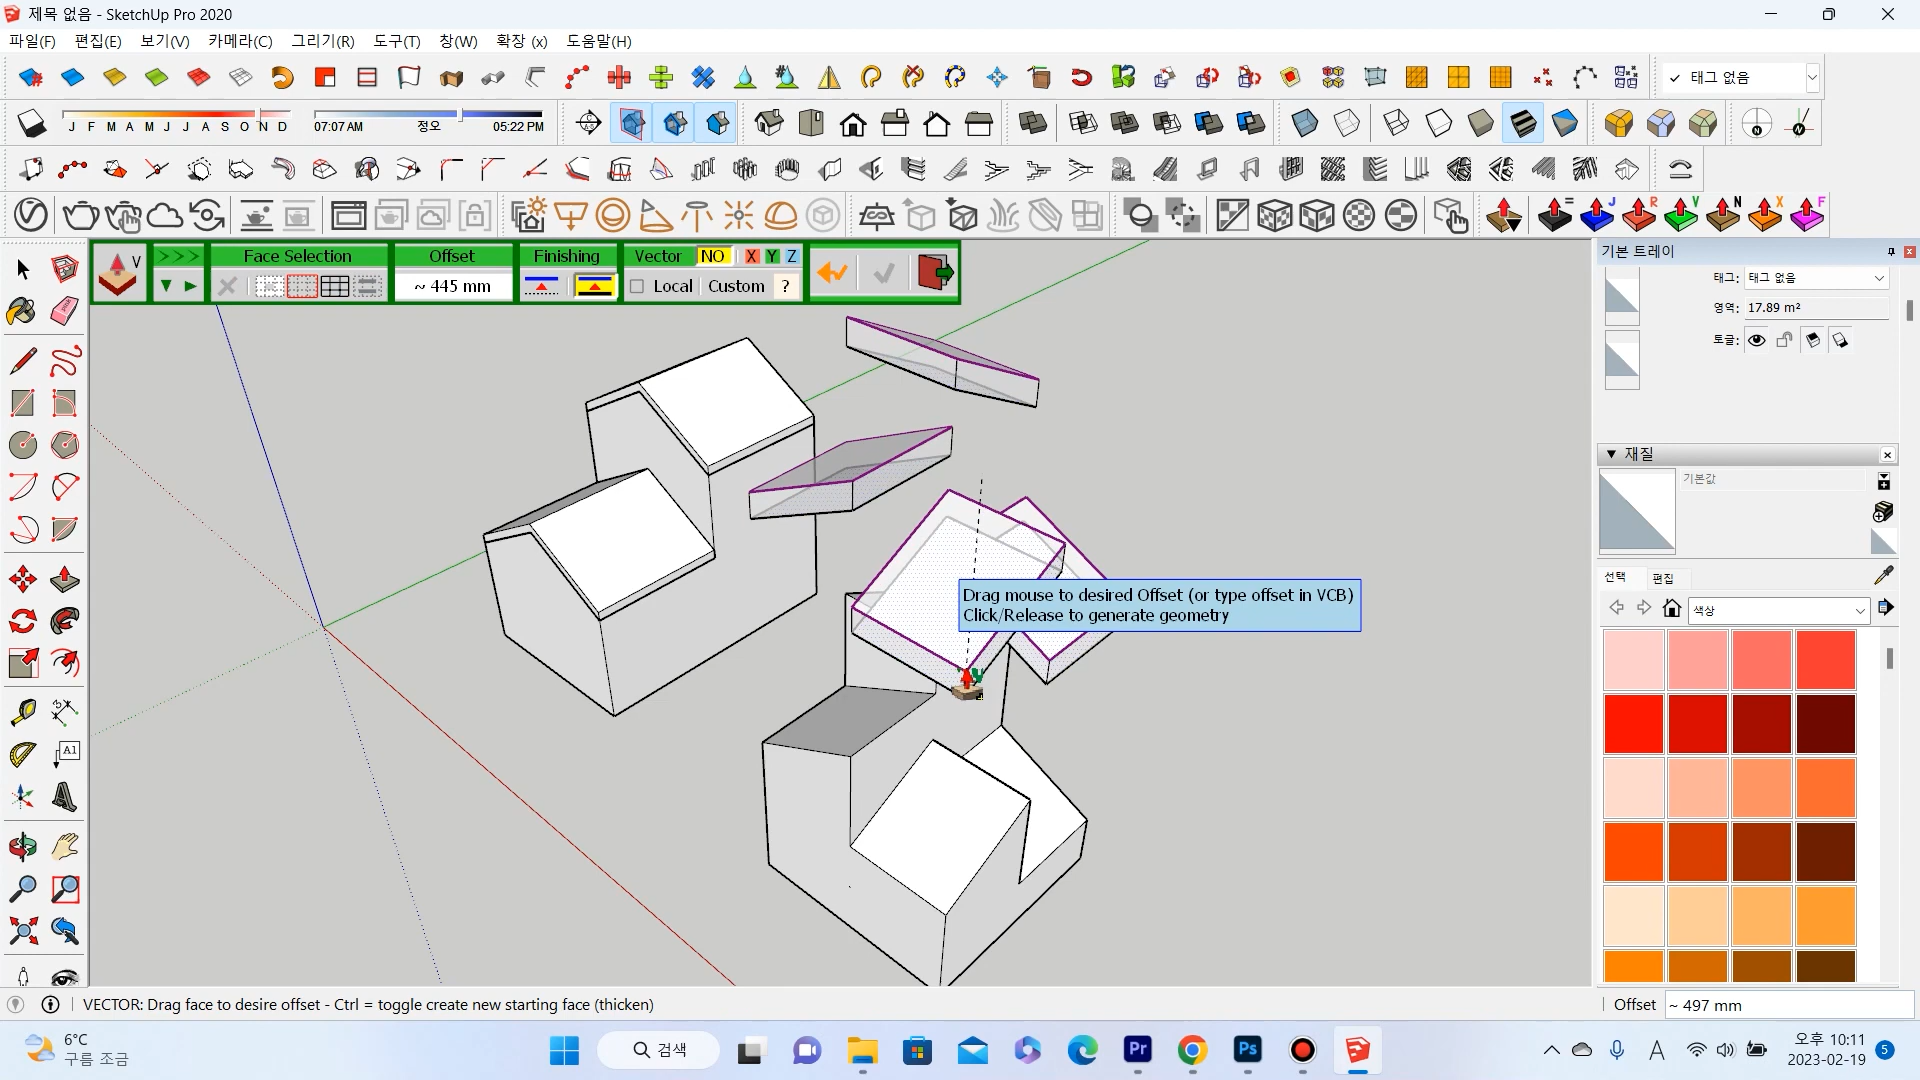 제목 없음 - SketchUp Pro 2020
파일(F) 편집(E) 보기(V) 카메라(C) 그리기(R) 도구(T) 창(W) 확장 (x) 도움말(H)
태그 없음
J F M A M J J A S O N D
07:07 AM 정오 05:22 PM
J R V N X F
V >>> Face Selection Offset Finishing Vector NO X Y Z
~ 445 mm Local Custom ?
기본 트레이
태그: 태그 없음
영역: 17.89 m²
토글:
재질
기본값
선택 편집
색상
A1
Drag mouse to desired Offset (or type offset in VCB)
Click/Release to generate geometry
VECTOR: Drag face to desire offset - Ctrl = toggle create new starting face (thicken)
Offset ~ 497 mm
6°C
구름 조금
검색
Pr
Ps
A
오후 10:11
2023-02-19
5